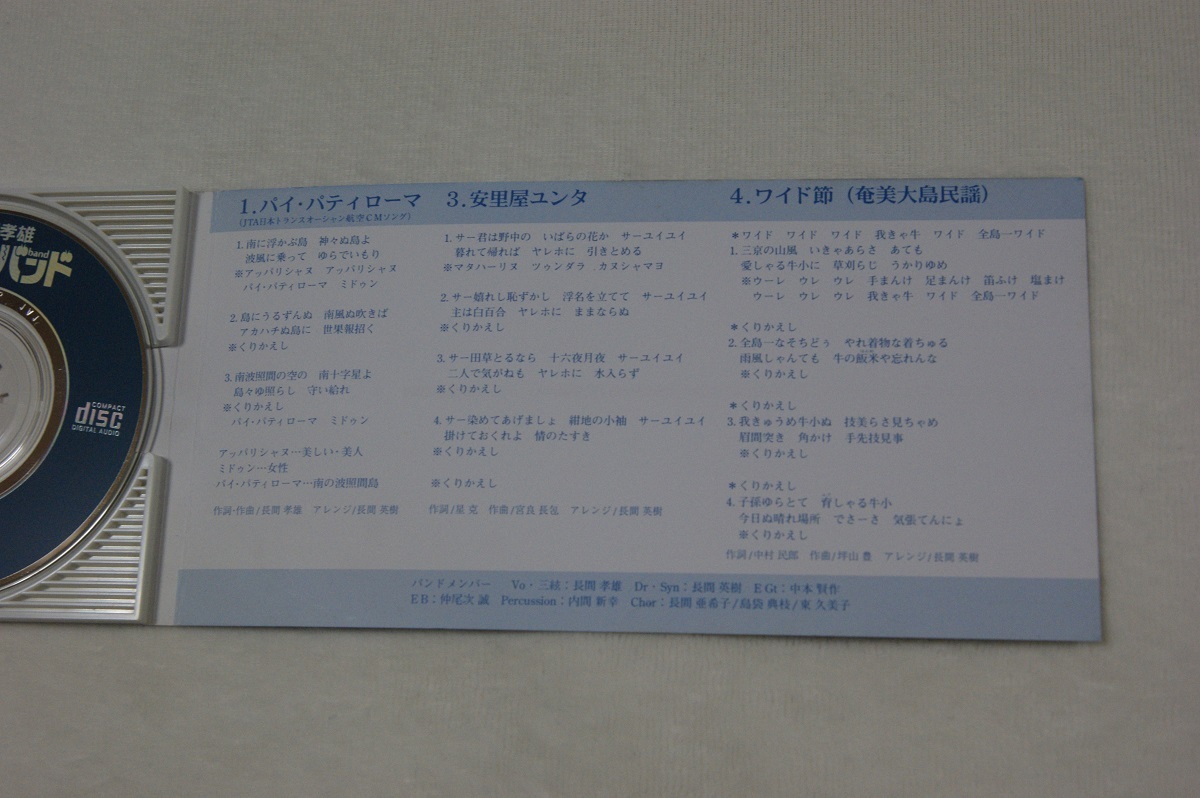 孝雄
バンド
band
COMPACT
disc
DIGITAL AUDIO
1.パイ・パティローマ
(JTA日本トランスオーシャン航空CMソング)
1.南に浮かぶ島 神々ぬ島よ
波風に乗って ゆらでいもり
※アッパリシャヌ アッパリシャヌ
パイ・パティローマ ミドゥン
2.島にうるずんぬ 南風ぬ吹きば
アカハチぬ島に 世果報招く
※くりかえし
3.南波照間の空の 南十字星よ
島々ゆ照らし 守い給れ
※くりかえし
パイ・パティローマ ミドゥン
アッパリシャヌ…美しい・美人
ミドゥン…女性
パイ・パティローマ…南の波照間島
作詞・作曲/長間 孝雄 アレンジ/長間 英樹
3.安里屋ユンタ
1.サー君は野中の いばらの花か サーユイユイ
暮れて帰れば ヤレホに 引きとめる
※マタハーリヌ ツゥンダラ カヌシャマヨ
2.サー嬉れし恥ずかし 浮名を立てて サーユイユイ
主は白百合 ヤレホに ままならぬ
※くりかえし
3.サー田草とるなら 十六夜月夜 サーユイユイ
二人で気がねも ヤレホに 水入らず
※くりかえし
4.サー染めてあげましょ 紺地の小袖 サーユイユイ
掛けておくれよ 情のたすき
※くりかえし
※くりかえし
作詞/星 克 作曲/宮良 長包 アレンジ/長間 英樹
4.ワイド節(奄美大島民謡)
*ワイド ワイド ワイド 我きゃ牛 ワイド 全島一ワイド
1.三京の山風 いきゃあらさ あても
愛しゃる牛小に 草刈らじ うかりゆめ
※ウーレ ウレ ウレ 手まんけ 足まんけ 笛ふけ 塩まけ
ウーレ ウレ ウレ 我きゃ牛 ワイド 全島一ワイド
*くりかえし
2.全島一なそちどぅ やれ着物な着ちゅる
雨風しゃんても 牛の飯米や忘れんな
※くりかえし
*くりかえし
3.我きゅうめ牛小ぬ 技美らさ見ちゃめ
眉間突き 角かけ 手先技見事
※くりかえし
*くりかえし
4.子孫ゆらとて 育しゃる牛小
今日ぬ晴れ場所 でさーさ 気張てんにょ
※くりかえし
作詞/中村 民郎 作曲/坪山 豊 アレンジ/長間 英樹
バンドメンバー Vo・三絃:長間 孝雄 Dr・Syn:長間 英樹 E Gt:中本 賢作
E B:仲尾次 誠 Percussion:内間 新幸 Chor:長間 亜希子/島袋 典枝/東 久美子